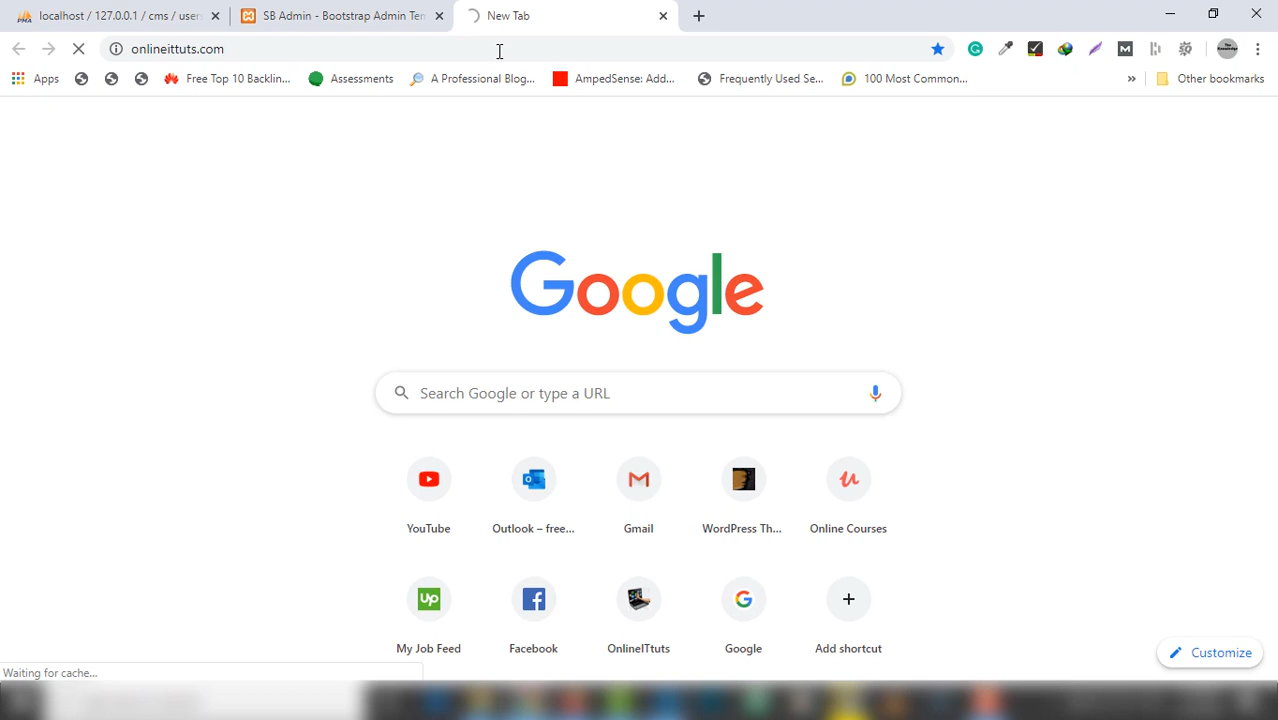 localhost / 127.0.0.1 / cms / user:
SB Admin - Bootstrap Admin Ten
New Tab
onlineittuts.com
Apps
Free Top 10 Backlin...
Assessments
A Professional Blog...
AmpedSense: Add...
Frequently Used Se...
100 Most Common...
»
Other bookmarks
Google
Search Google or type a URL
YouTube
Outlook – free...
Gmail
WordPress Th...
Online Courses
My Job Feed
Facebook
OnlineITtuts
Google
Add shortcut
Customize
Waiting for cache...